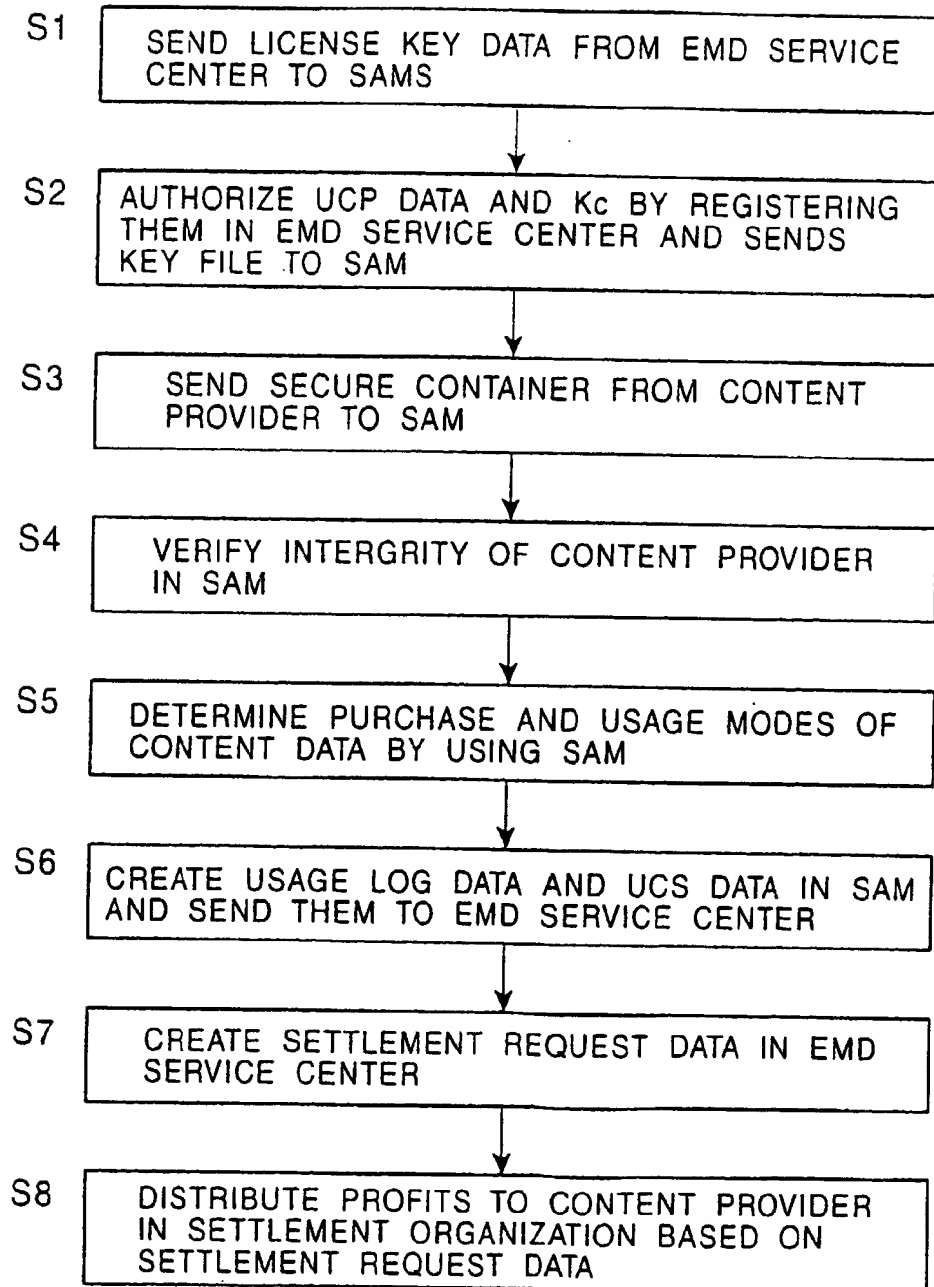 S1
SEND LICENSE KEY DATA FROM EMD SERVICE
CENTER TO SAMS
S2
AUTHORIZE UCP DATA AND Kc BY REGISTERING
THEM IN EMD SERVICE CENTER AND SENDS
KEY FILE TO SAM
S3
SEND SECURE CONTAINER FROM CONTENT
PROVIDER TO SAM
S4
VERIFY INTERGRITY OF CONTENT PROVIDER
IN SAM
S5
DETERMINE PURCHASE AND USAGE MODES OF
CONTENT DATA BY USING SAM
S6
CREATE USAGE LOG DATA AND UCS DATA IN SAM
AND SEND THEM TO EMD SERVICE CENTER
S7
CREATE SETTLEMENT REQUEST DATA IN EMD
SERVICE CENTER
S8
DISTRIBUTE PROFITS TO CONTENT PROVIDER
IN SETTLEMENT ORGANIZATION BASED ON
SETTLEMENT REQUEST DATA